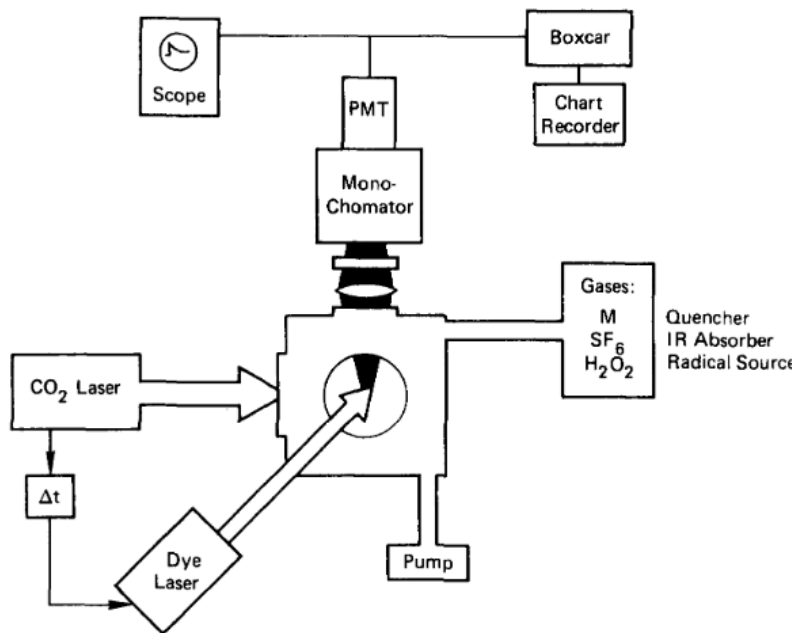 Scope
Boxcar
Chart
Recorder
PMT
Mono-
Chomator
Gases:
M Quencher
SF₆ IR Absorber
H₂O₂ Radical Source
CO₂ Laser
Δt
Dye
Laser
Pump